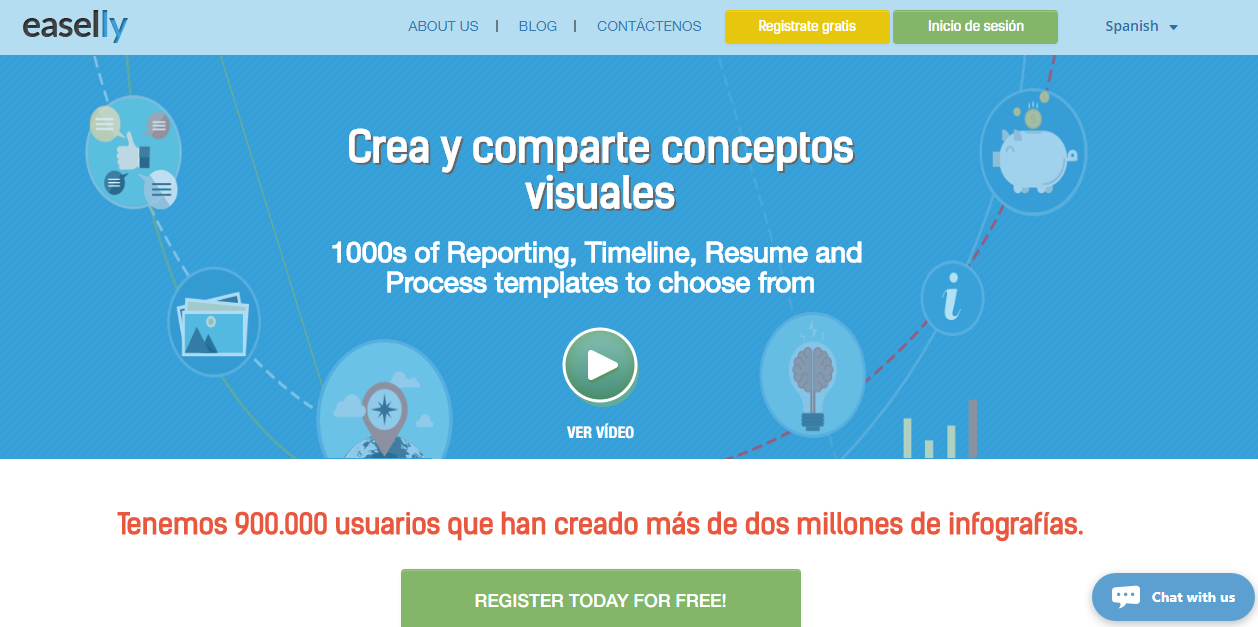 easelly
ABOUT US | BLOG | CONTÁCTENOS Registrate gratis Inicio de sesión Spanish
Crea y comparte conceptos
visuales
1000s of Reporting, Timeline, Resume and
Process templates to choose from
VER VÍDEO
Tenemos 900.000 usuarios que han creado más de dos millones de infografías.
REGISTER TODAY FOR FREE!
Chat with us